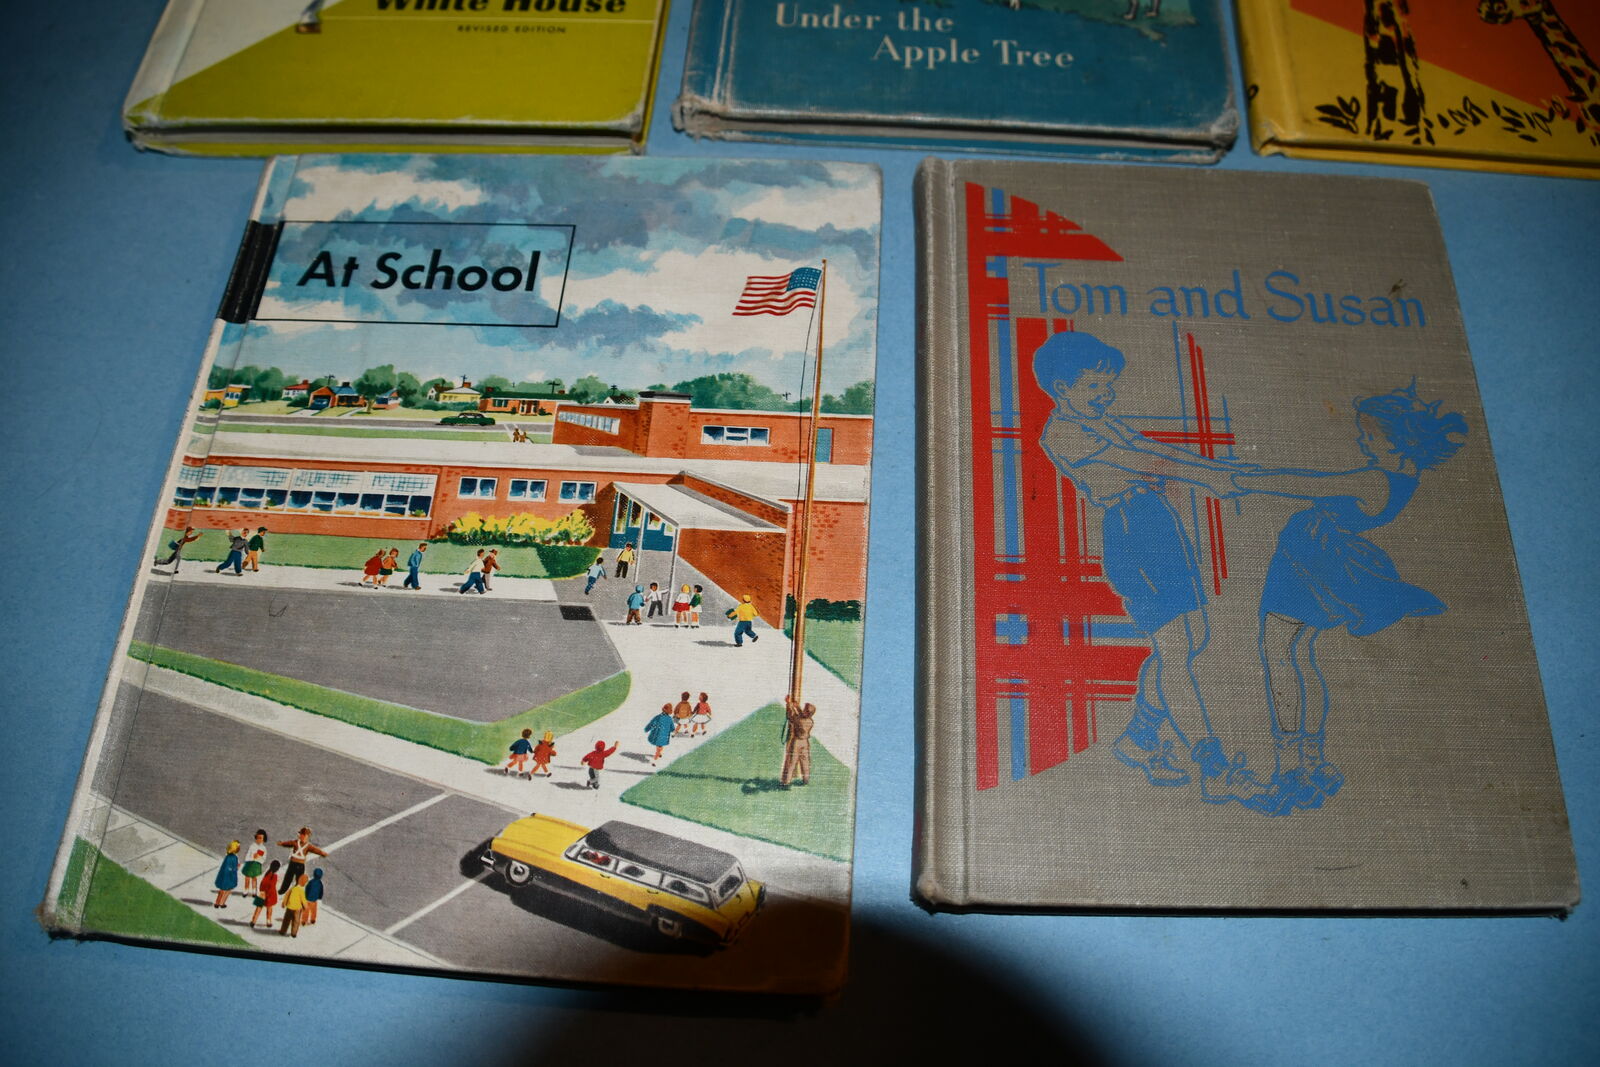 White House
REVISED EDITION
Under the
Apple Tree
At School
Tom and Susan